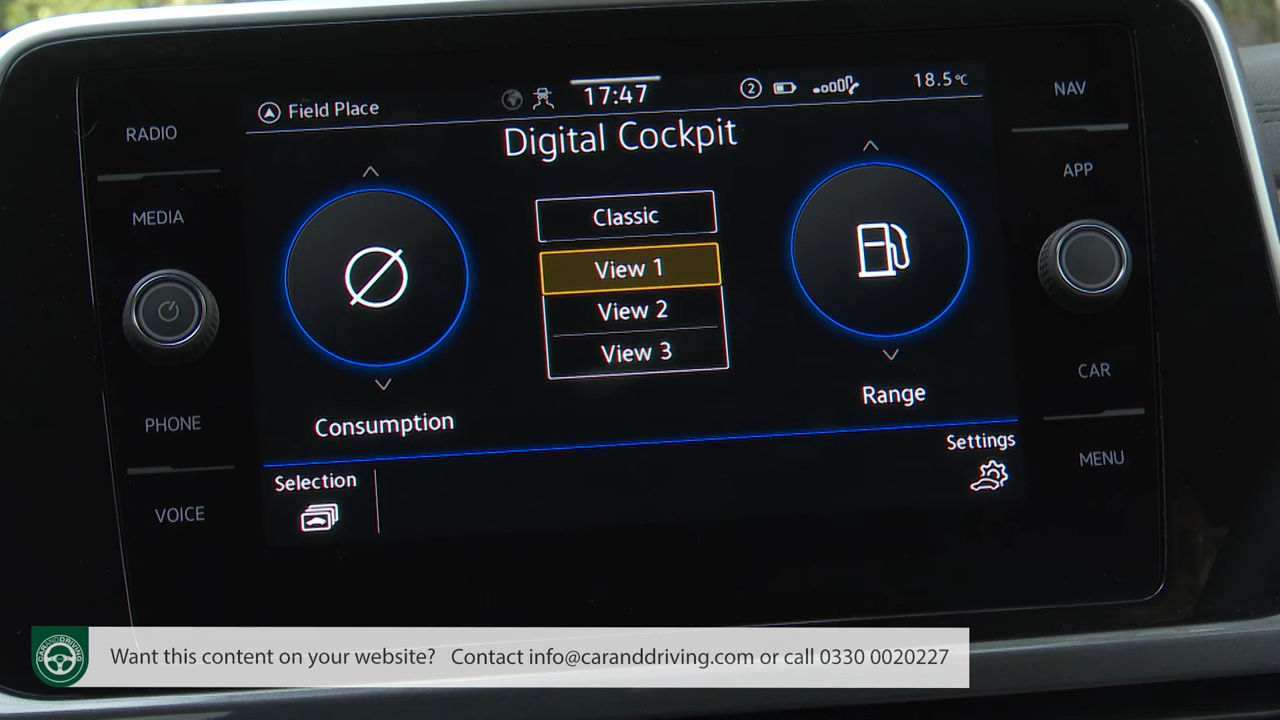 Field Place
17:47
2
18.5°C
NAV
RADIO
Digital Cockpit
APP
MEDIA
Classic
View 1
View 2
View 3
CAR
Range
PHONE
Consumption
Settings
MENU
Selection
VOICE
CARANDDRIVING
Want this content on your website? Contact info@caranddriving.com or call 0330 0020227